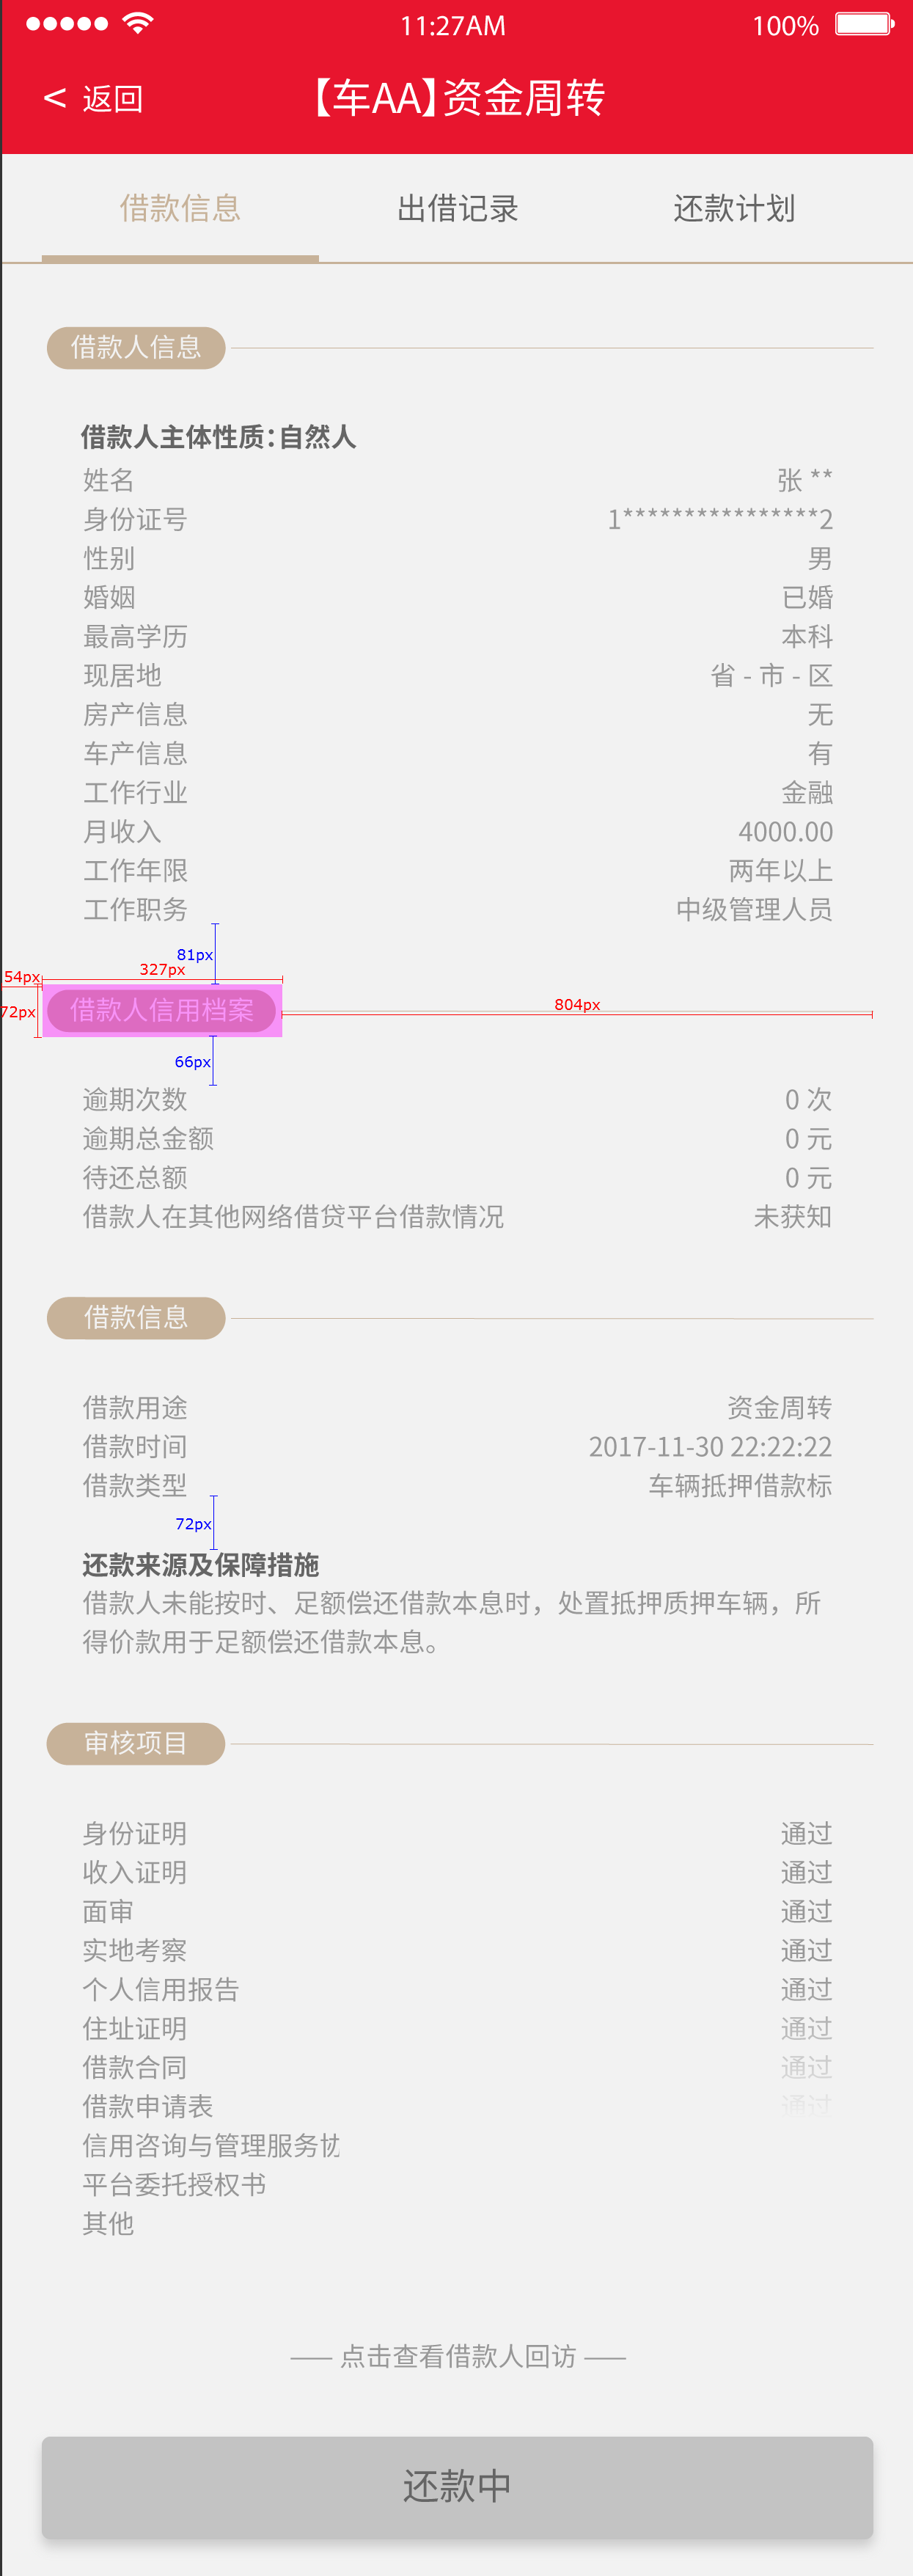 11:27AM 100%
< 返回 【车AA】资金周转
借款信息 出借记录 还款计划
借款人信息
借款人主体性质:自然人
姓名 张 **
身份证号 1****************2
性别 男
婚姻 已婚
最高学历 本科
现居地 省 - 市 - 区
房产信息 无
车产信息 有
工作行业 金融
月收入 4000.00
工作年限 两年以上
工作职务 中级管理人员
81px
54px 327px
72px 借款人信用档案 804px
66px
逾期次数 0 次
逾期总金额 0 元
待还总额 0 元
借款人在其他网络借贷平台借款情况 未获知
借款信息
借款用途 资金周转
借款时间 2017-11-30 22:22:22
借款类型 车辆抵押借款标
72px
还款来源及保障措施
借款人未能按时、足额偿还借款本息时，处置抵押质押车辆，所
得价款用于足额偿还借款本息。
审核项目
身份证明 通过
收入证明 通过
面审 通过
实地考察 通过
个人信用报告 通过
住址证明 通过
借款合同 通过
借款申请表 通过
信用咨询与管理服务协
平台委托授权书
其他
—— 点击查看借款人回访 ——
还款中